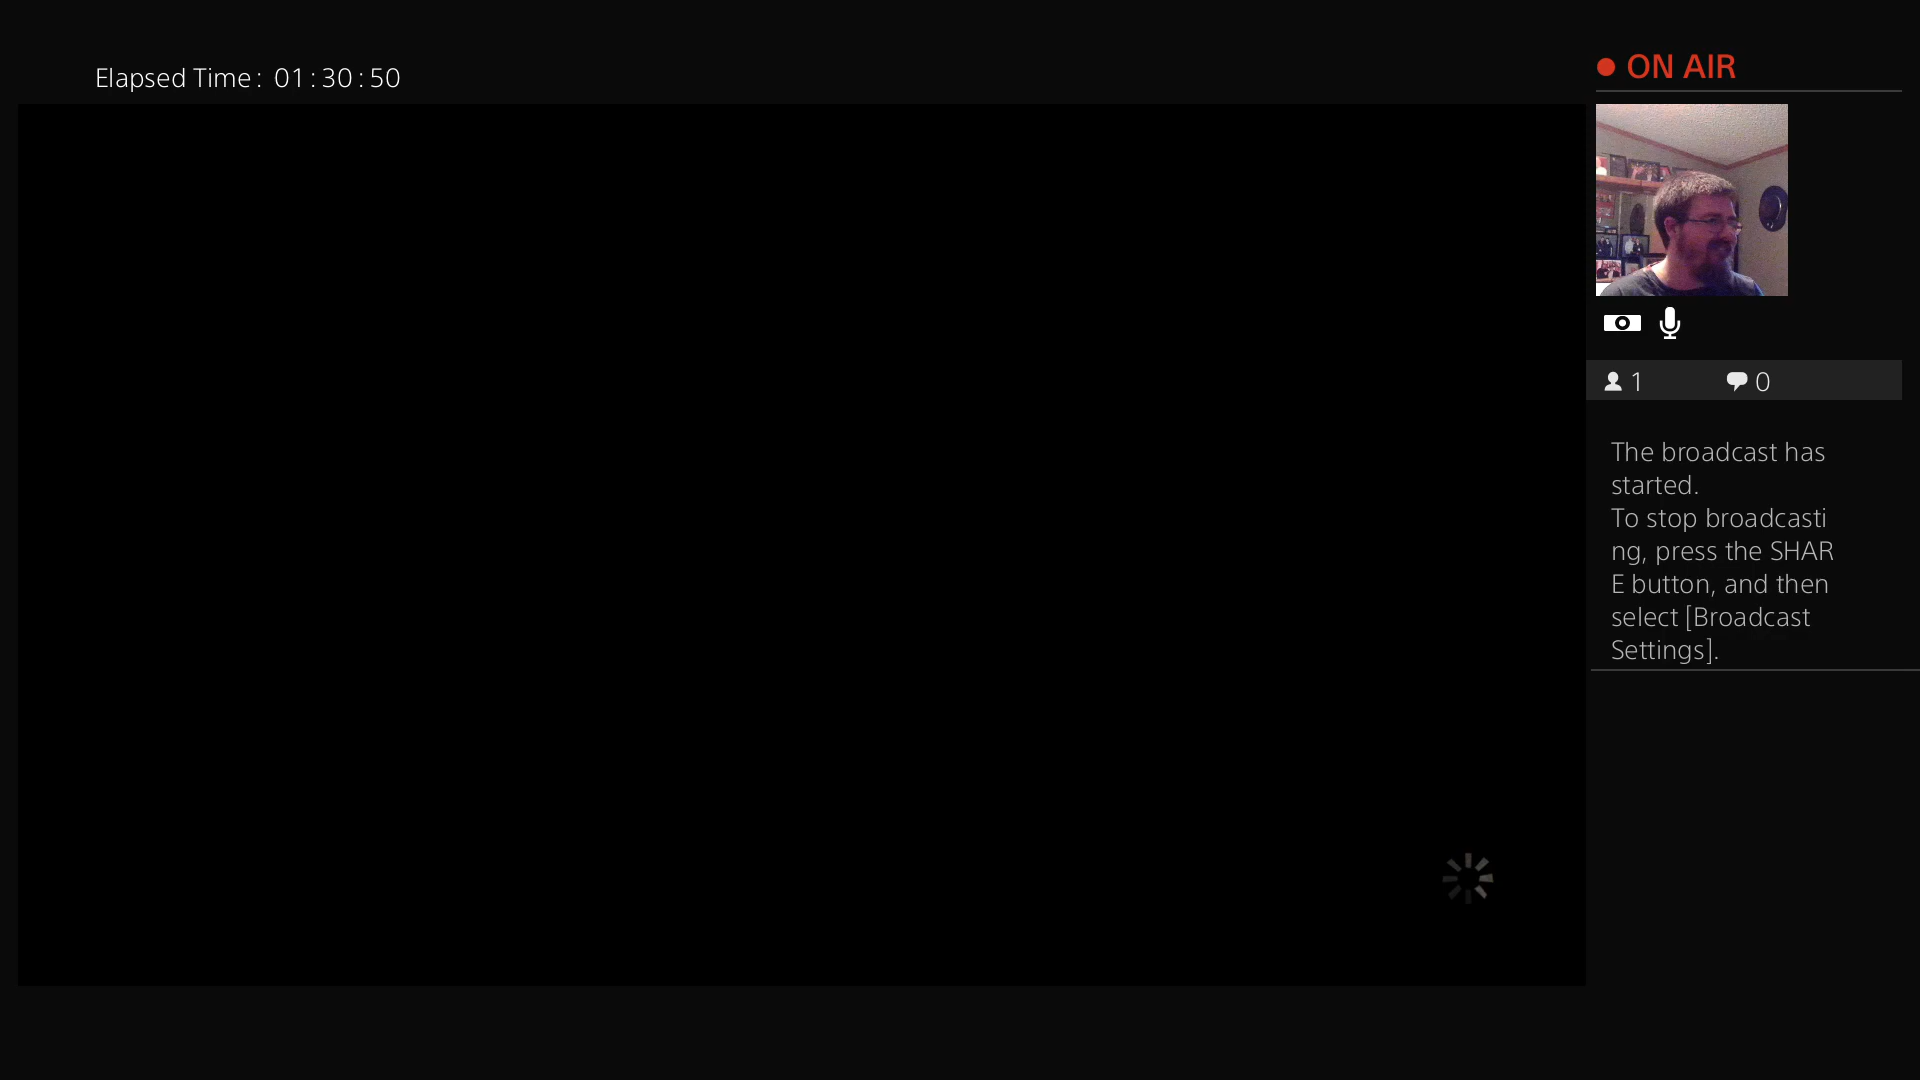 Elapsed Time: 01:30:50
ON AIR
1 0
The broadcast has
started.
To stop broadcasti
ng, press the SHAR
E button, and then
select [Broadcast
Settings].